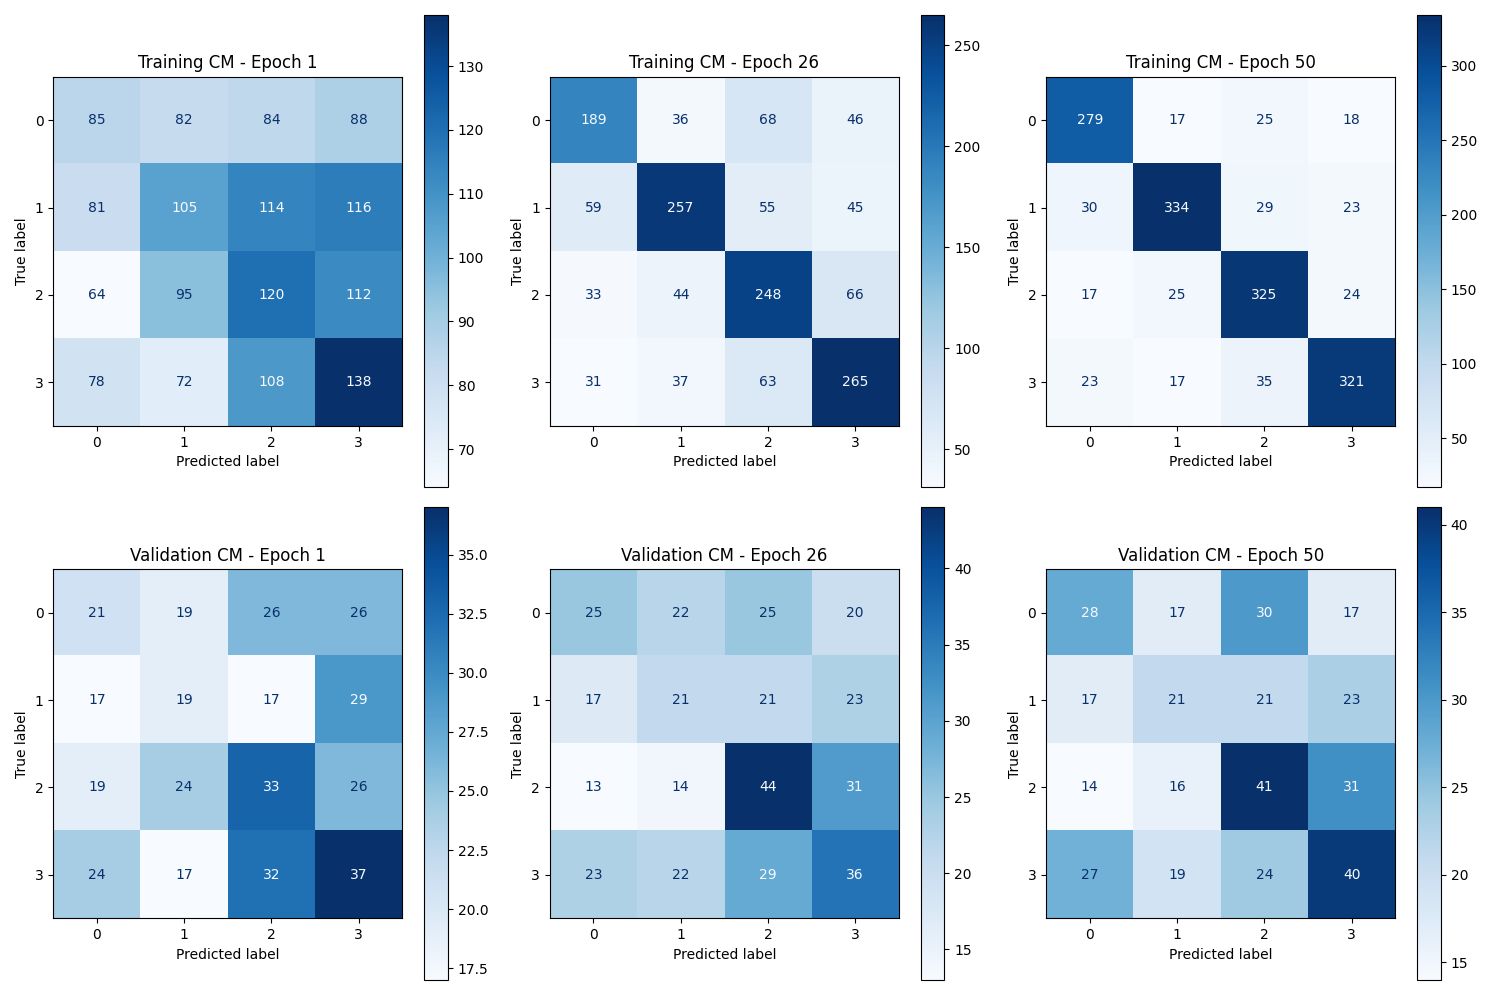 Training CM - Epoch 1
0 85 82 84 88
1 81 105 114 116
2 64 95 120 112
3 78 72 108 138
0 1 2 3
Predicted label
True label
130
120
110
100
90
80
70
Training CM - Epoch 26
0 189 36 68 46
1 59 257 55 45
2 33 44 248 66
3 31 37 63 265
0 1 2 3
Predicted label
True label
250
200
150
100
50
Training CM - Epoch 50
0 279 17 25 18
1 30 334 29 23
2 17 25 325 24
3 23 17 35 321
0 1 2 3
Predicted label
True label
300
250
200
150
100
50
Validation CM - Epoch 1
0 21 19 26 26
1 17 19 17 29
2 19 24 33 26
3 24 17 32 37
0 1 2 3
Predicted label
True label
35.0
32.5
30.0
27.5
25.0
22.5
20.0
17.5
Validation CM - Epoch 26
0 25 22 25 20
1 17 21 21 23
2 13 14 44 31
3 23 22 29 36
0 1 2 3
Predicted label
True label
40
35
30
25
20
15
Validation CM - Epoch 50
0 28 17 30 17
1 17 21 21 23
2 14 16 41 31
3 27 19 24 40
0 1 2 3
Predicted label
True label
40
35
30
25
20
15